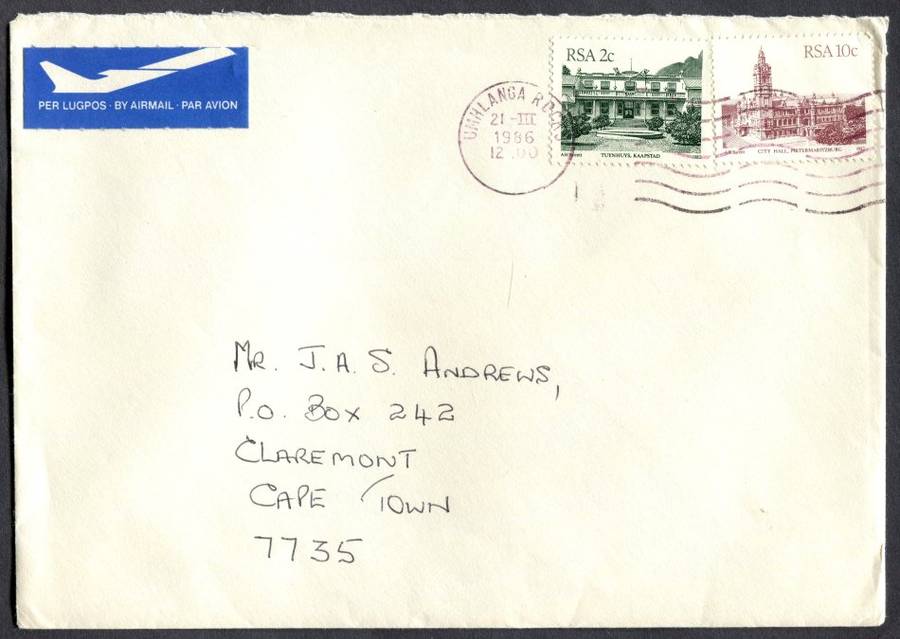 PER LUGPOS · BY AIRMAIL · PAR AVION
UMHLANGA ROCKS
21 -III
1986
12.00
RSA 2c
TUYNHUYS, KAAPSTAD
RSA 10c
CITY HALL, PIETERMARITZBURG
MR. J.A.S. ANDREWS,
P.O. BOX 242
CLAREMONT
CAPE TOWN
7735